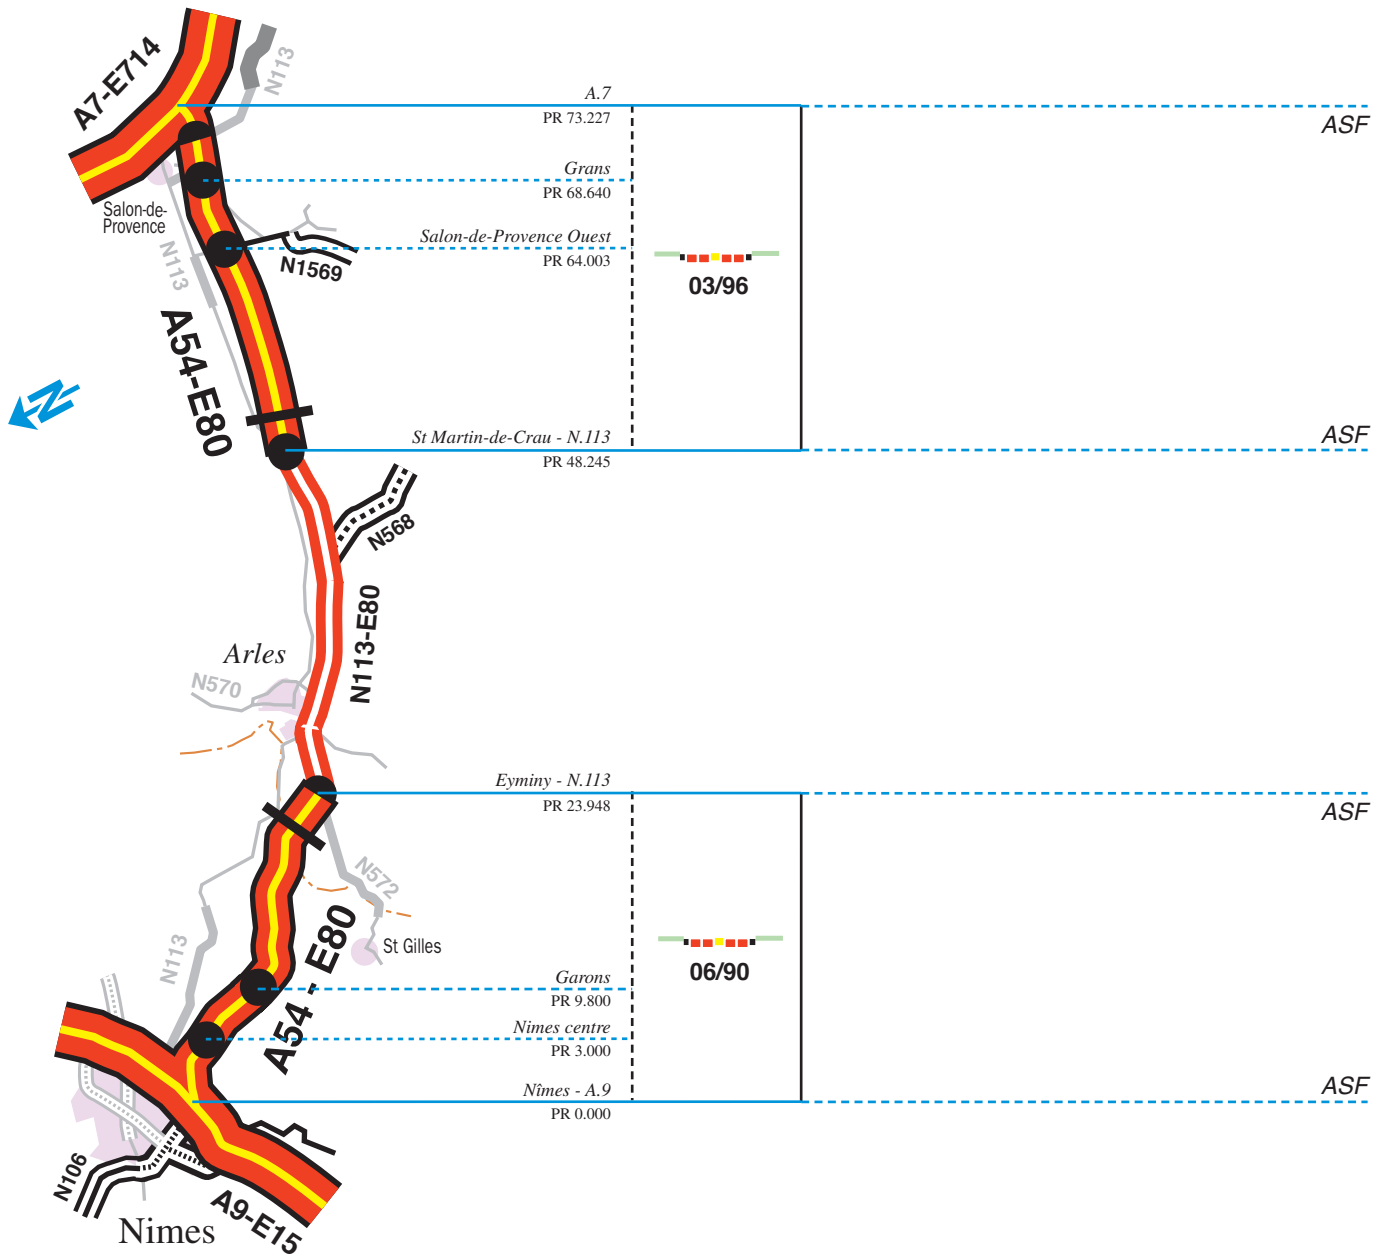 A7-E714
N113
A.7
PR 73.227
ASF
Grans
PR 68.640
Salon-de-
Provence
Salon-de-Provence Ouest
PR 64.003
N113
N1569
03/96
A54-E80
N
St Martin-de-Crau - N.113
PR 48.245
ASF
N568
N113-E80
Arles
N570
Eyminy - N.113
PR 23.948
ASF
N572
A54 - E80
St Gilles
N113
06/90
Garons
PR 9.800
Nimes centre
PR 3.000
Nîmes - A.9
PR 0.000
ASF
N106
A9-E15
Nimes